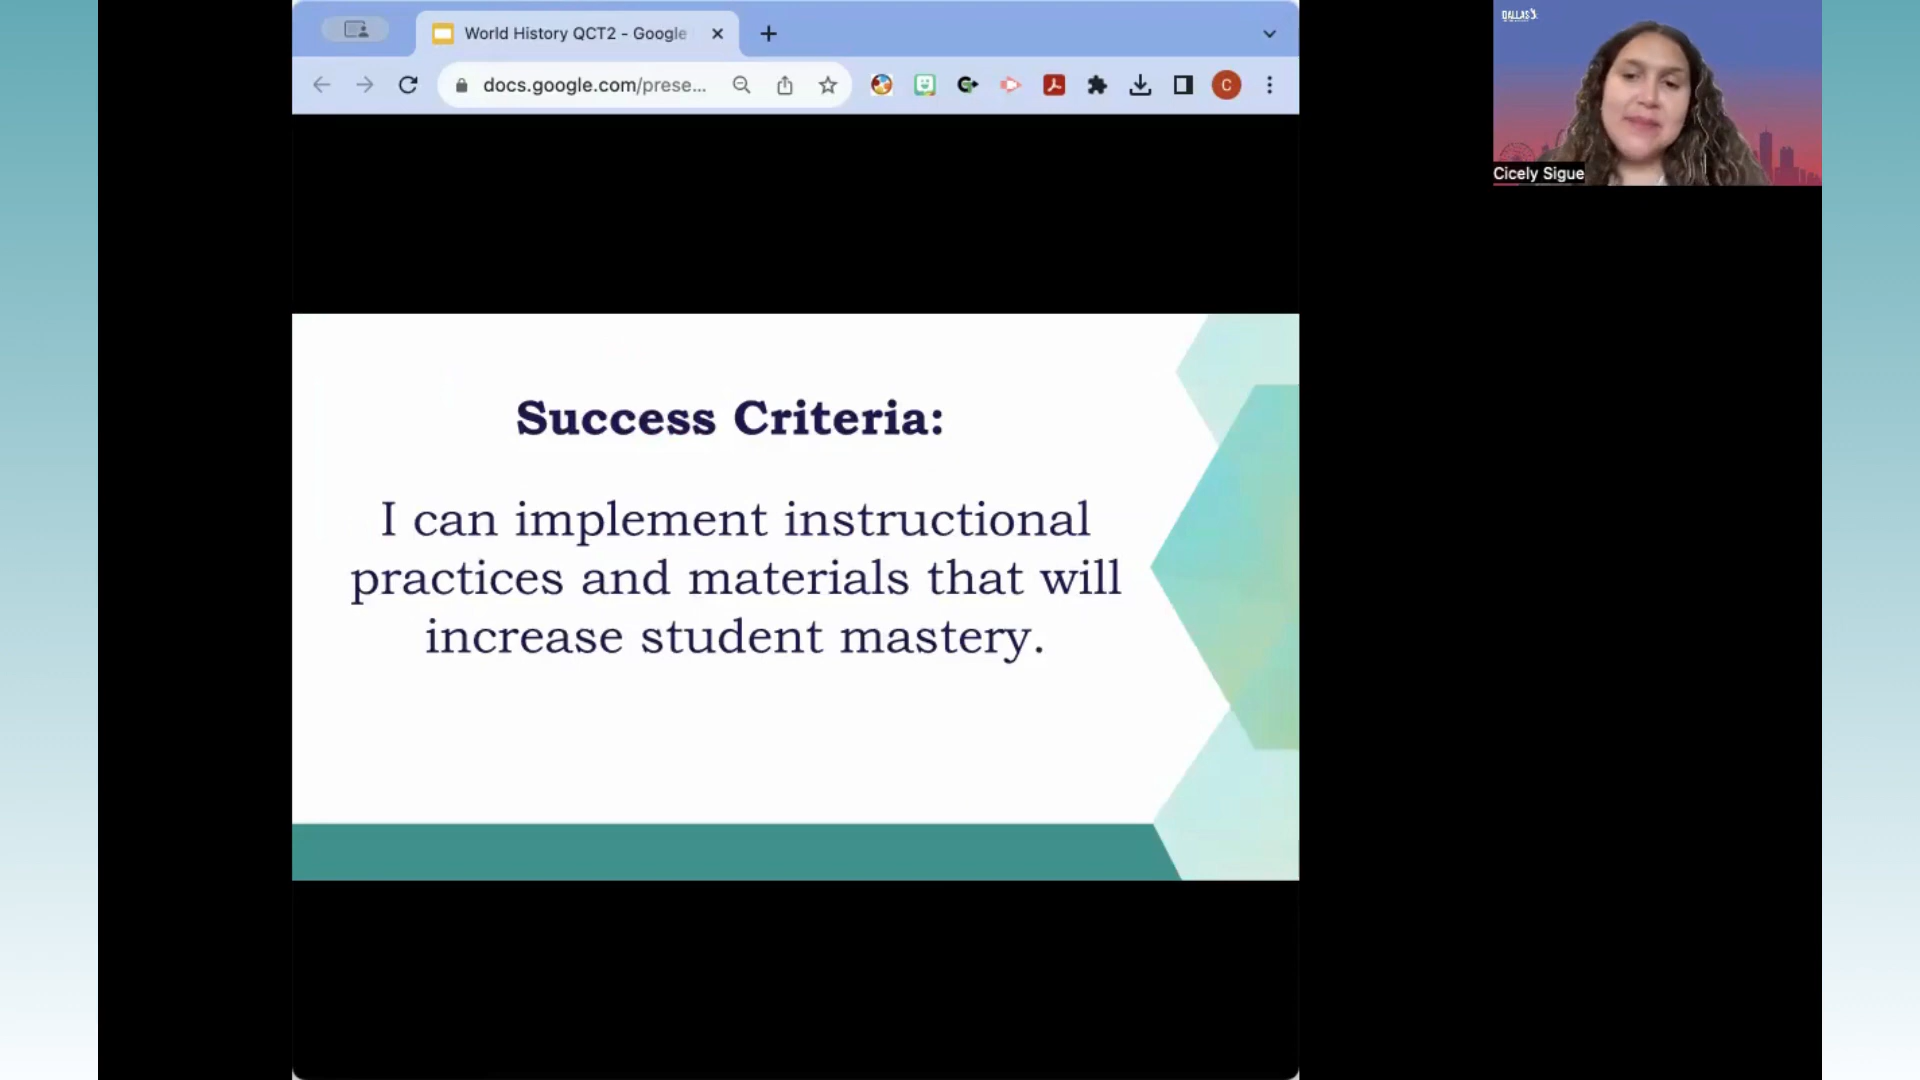 World History QCT2 - Google
docs.google.com/prese...
C
DALLAS
Cicely Sigue
Success Criteria:
I can implement instructional
practices and materials that will
increase student mastery.